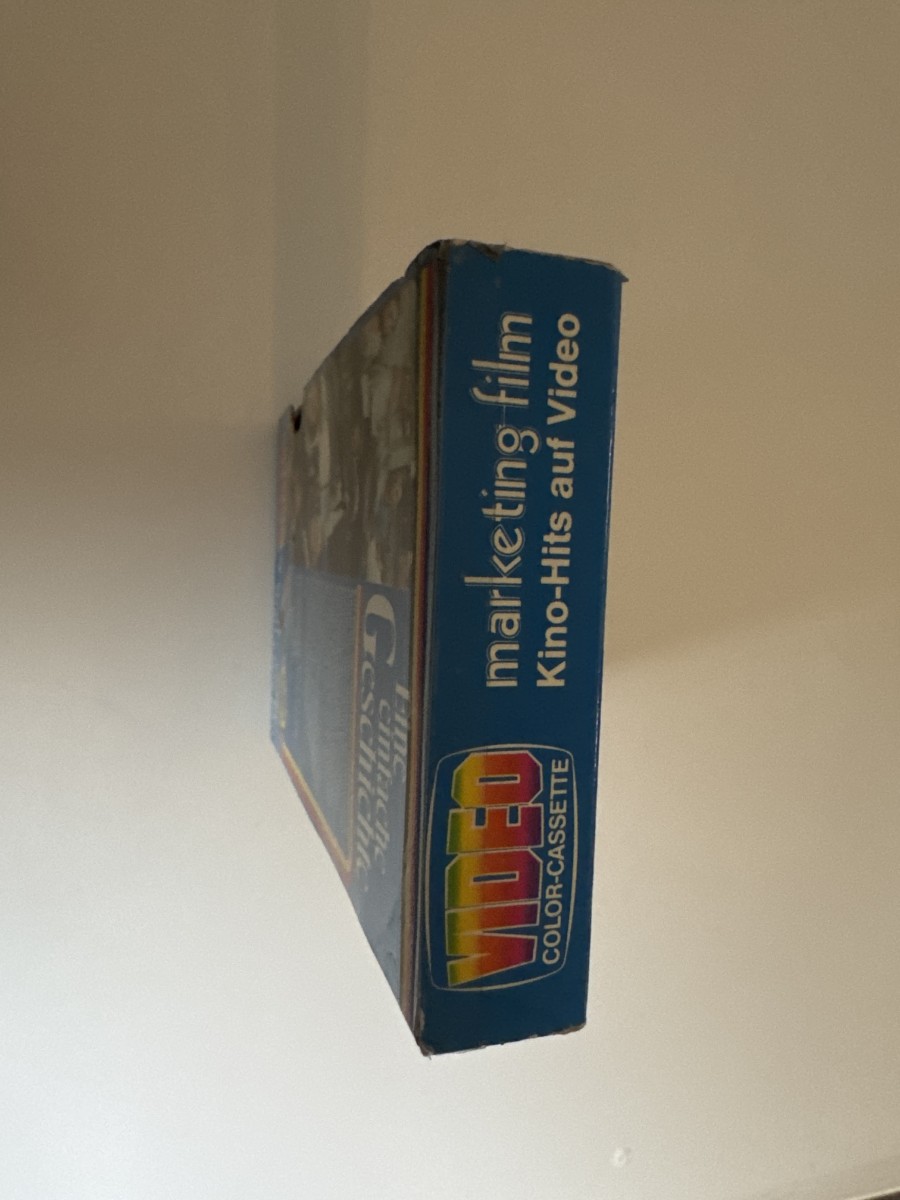 marketing film
Kino-Hits auf Video
VIDEO
COLOR-CASSETTE
Eine
einfache
Geschichte